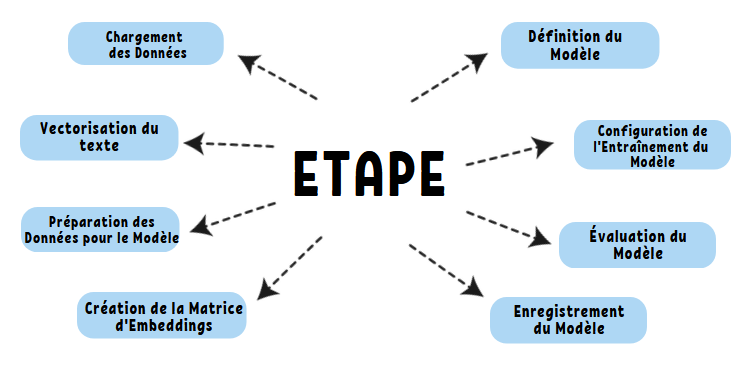 Chargement
des Données
Vectorisation du
texte
Préparation des
Données pour le Modèle
Création de la Matrice
d'Embeddings
ETAPE
Définition du
Modèle
Configuration de
l'Entraînement du
Modèle
Évaluation du
Modèle
Enregistrement
du Modèle